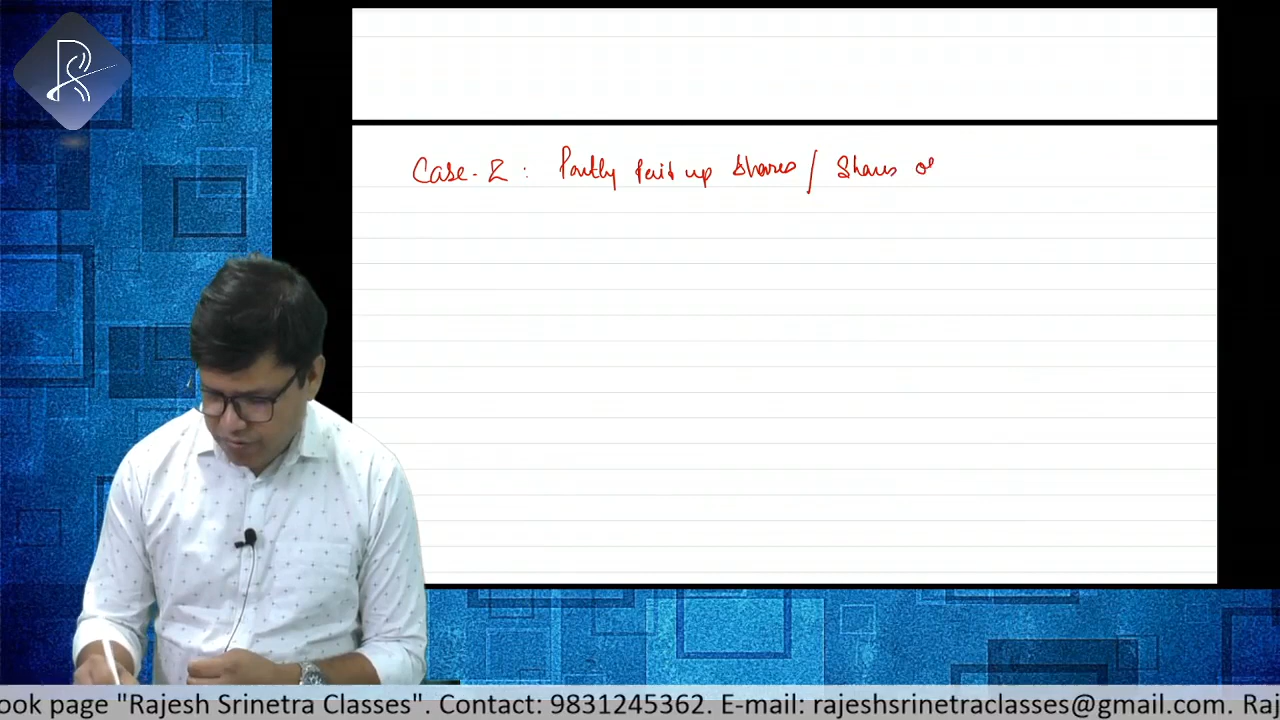 Case-2: Partly paid up shares / Shares of
ook page "Rajesh Srinetra Classes". Contact: 9831245362. E-mail: rajeshsrinetraclasses@gmail.com. Raj